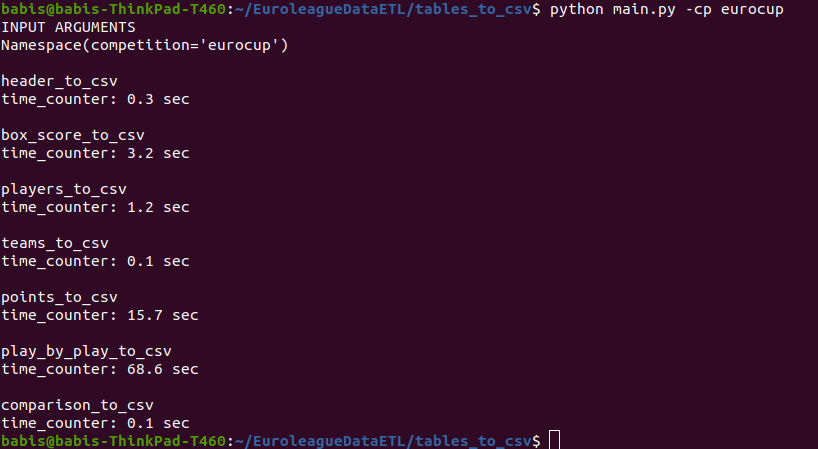 babis@babis-ThinkPad-T460:~/EuroleagueDataETL/tables_to_csv$ python main.py -cp eurocup
INPUT ARGUMENTS
Namespace(competition='eurocup')
header_to_csv
time_counter: 0.3 sec
box_score_to_csv
time_counter: 3.2 sec
players_to_csv
time_counter: 1.2 sec
teams_to_csv
time_counter: 0.1 sec
points_to_csv
time_counter: 15.7 sec
play_by_play_to_csv
time_counter: 68.6 sec
comparison_to_csv
time_counter: 0.1 sec
babis@babis-ThinkPad-T460:~/EuroleagueDataETL/tables_to_csv$